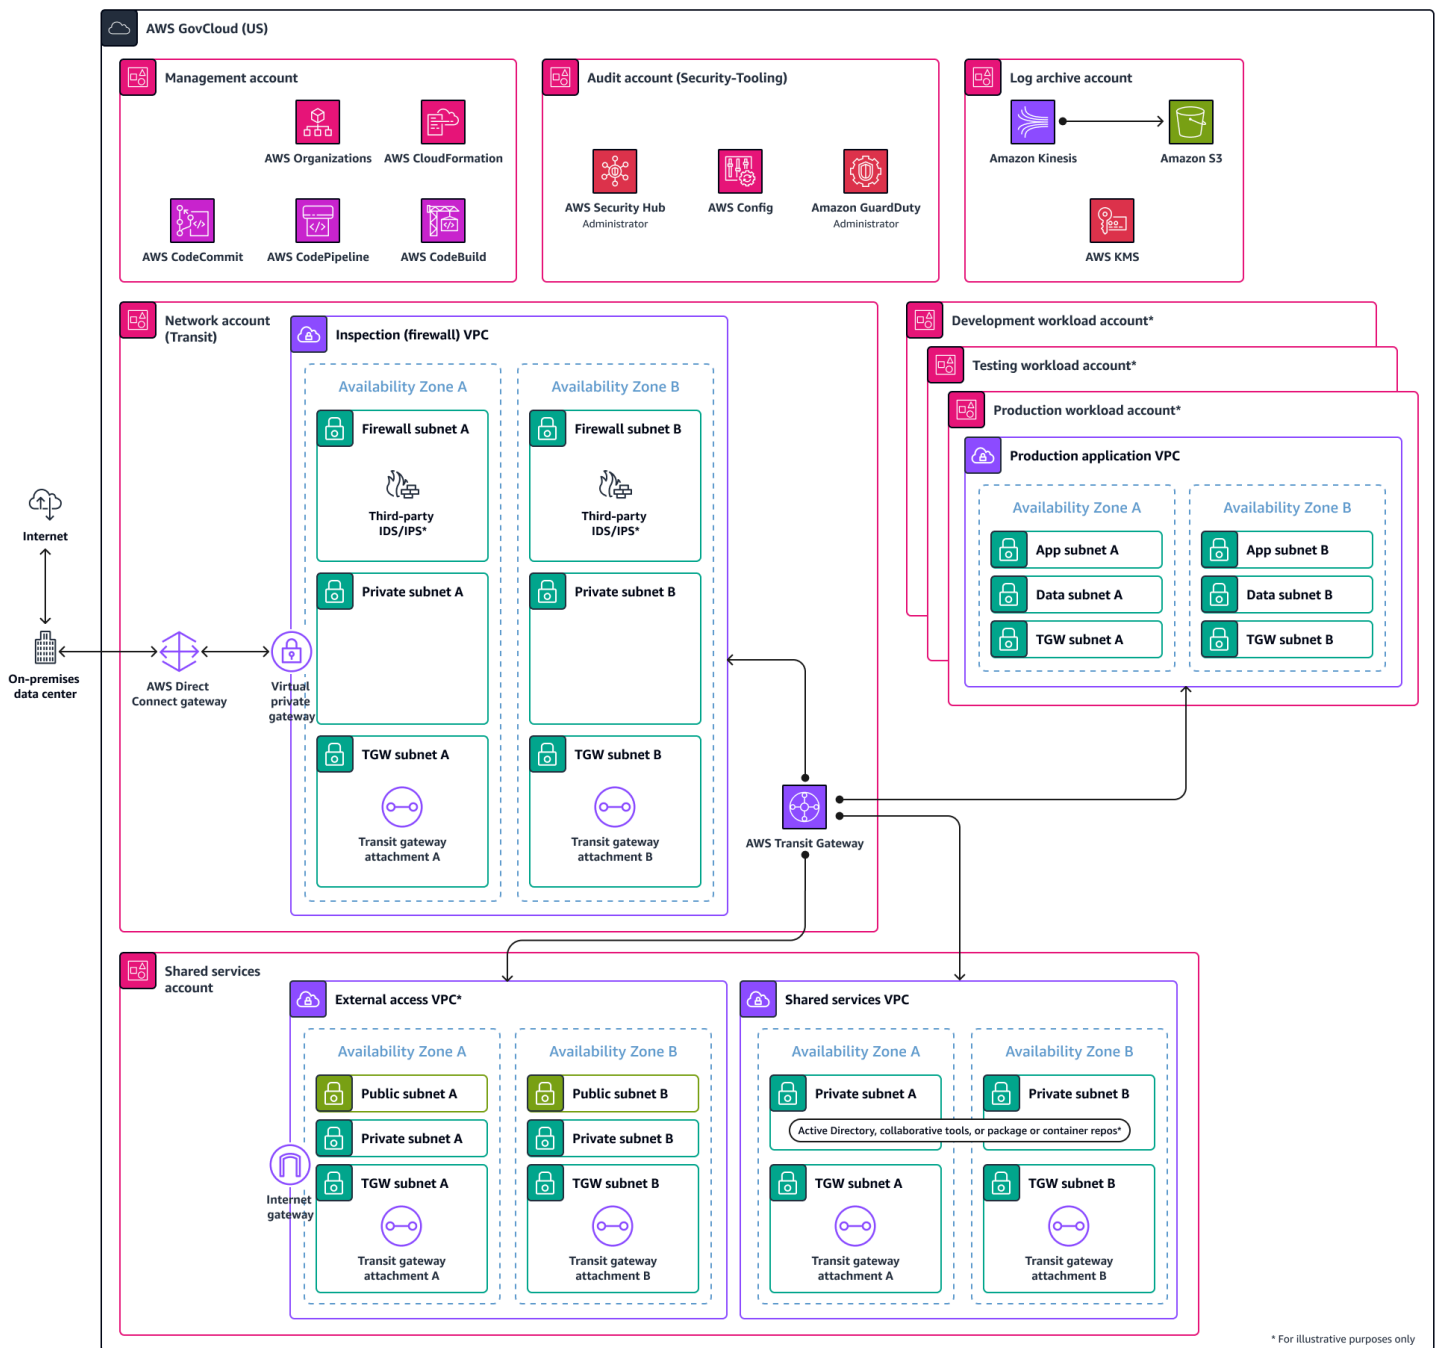 AWS GovCloud (US)
Management account
AWS Organizations
AWS CloudFormation
AWS CodeCommit
AWS CodePipeline
AWS CodeBuild
Audit account (Security-Tooling)
AWS Security Hub
Administrator
AWS Config
Amazon GuardDuty
Administrator
Log archive account
Amazon Kinesis
Amazon S3
AWS KMS
Network account
(Transit)
Inspection (firewall) VPC
Availability Zone A
Firewall subnet A
Third-party
IDS/IPS*
Private subnet A
TGW subnet A
Transit gateway
attachment A
Availability Zone B
Firewall subnet B
Third-party
IDS/IPS*
Private subnet B
TGW subnet B
Transit gateway
attachment B
Internet
On-premises
data center
AWS Direct
Connect gateway
Virtual
private
gateway
AWS Transit Gateway
Development workload account*
Testing workload account*
Production workload account*
Production application VPC
Availability Zone A
App subnet A
Data subnet A
TGW subnet A
Availability Zone B
App subnet B
Data subnet B
TGW subnet B
Shared services
account
External access VPC*
Availability Zone A
Public subnet A
Private subnet A
TGW subnet A
Transit gateway
attachment A
Availability Zone B
Public subnet B
Private subnet B
TGW subnet B
Transit gateway
attachment B
Internet
gateway
Shared services VPC
Availability Zone A
Private subnet A
Availability Zone B
Private subnet B
Active Directory, collaborative tools, or package or container repos*
TGW subnet A
Transit gateway
attachment A
TGW subnet B
Transit gateway
attachment B
* For illustrative purposes only